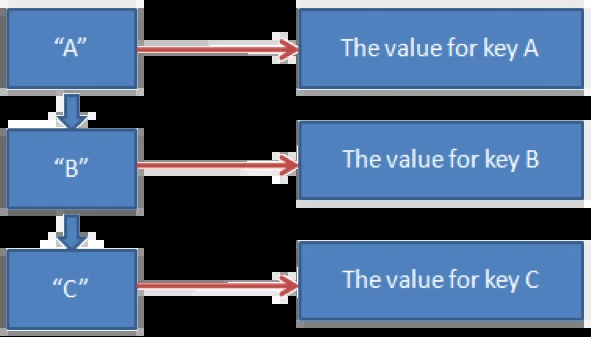 “A”
The value for key A
“B”
The value for key B
“C”
The value for key C